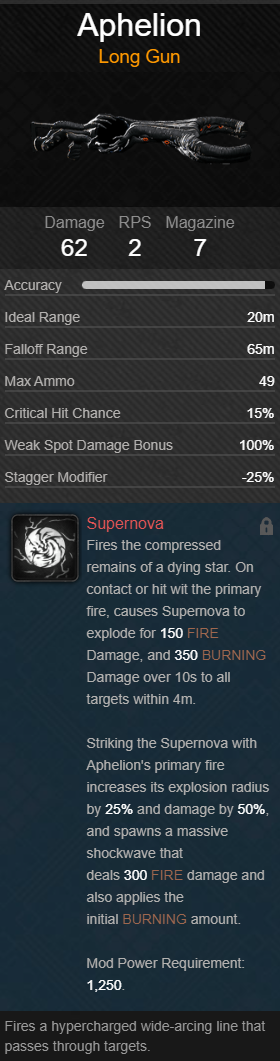 Aphelion
Long Gun
Damage RPS Magazine
62 2 7
Accuracy
Ideal Range 20m
Falloff Range 65m
Max Ammo 49
Critical Hit Chance 15%
Weak Spot Damage Bonus 100%
Stagger Modifier -25%
Supernova
Fires the compressed
remains of a dying star. On
contact or hit wit the primary
fire, causes Supernova to
explode for 150 FIRE
Damage, and 350 BURNING
Damage over 10s to all
targets within 4m.
Striking the Supernova with
Aphelion's primary fire
increases its explosion radius
by 25% and damage by 50%,
and spawns a massive
shockwave that
deals 300 FIRE damage and
also applies the
initial BURNING amount.
Mod Power Requirement:
1,250.
Fires a hypercharged wide-arcing line that
passes through targets.